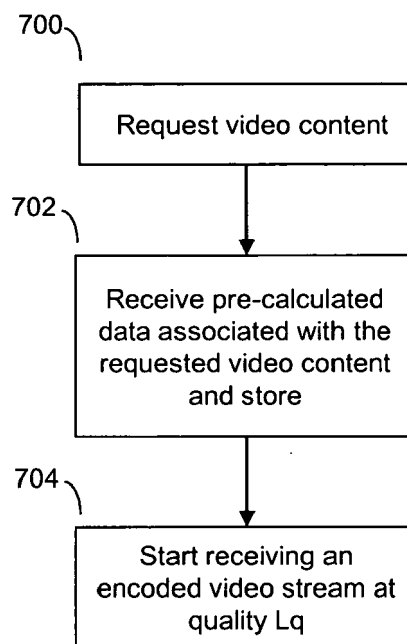 700
Request video content
702
Receive pre-calculated
data associated with the
requested video content
and store
704
Start receiving an
encoded video stream at
quality Lq